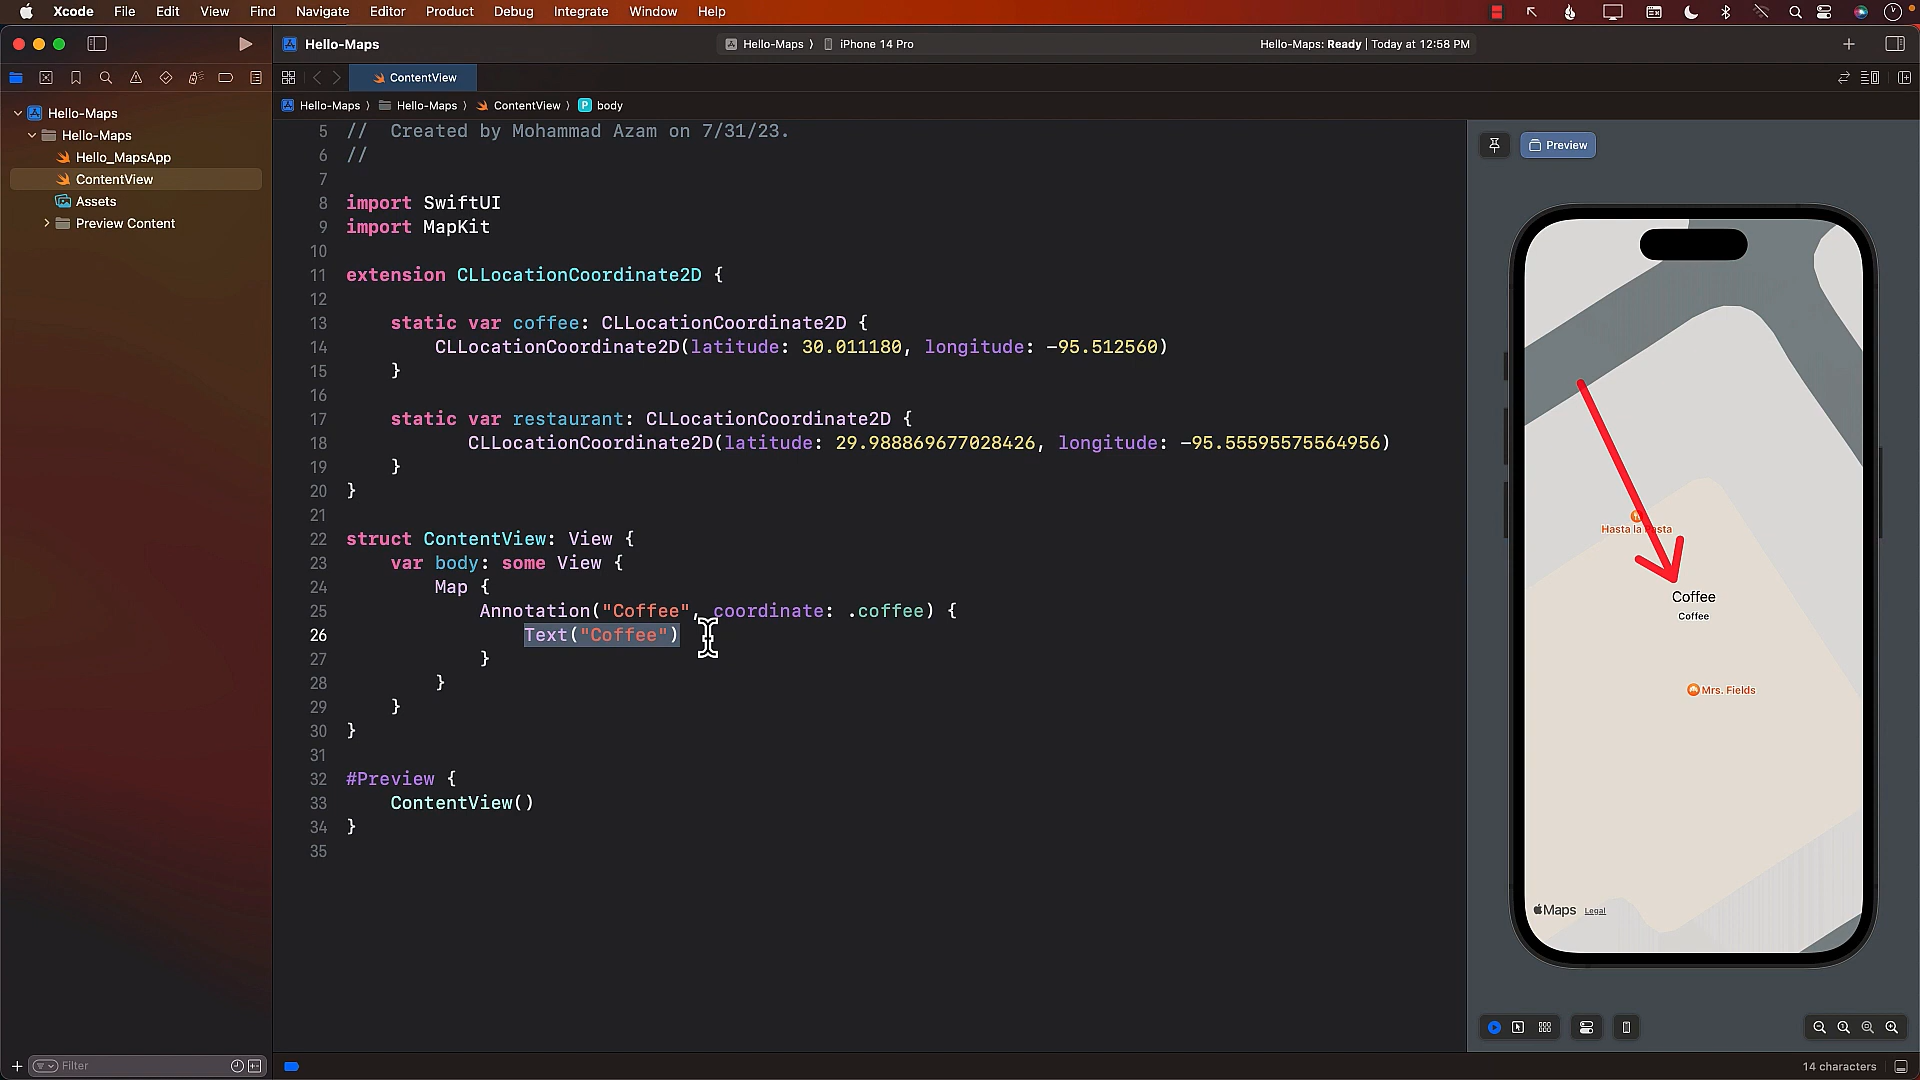 Xcode File Edit View Find Navigate Editor Product Debug Integrate Window Help
Hello-Maps
Hello-Maps 〉 iPhone 14 Pro
Hello-Maps: Ready | Today at 12:58 PM
ContentView
Hello-Maps 〉 Hello-Maps 〉 ContentView 〉 P body
Hello-Maps
Hello-Maps
Hello_MapsApp
ContentView
Assets
Preview Content
5 //  Created by Mohammad Azam on 7/31/23.
6 //
7
8 import SwiftUI
9 import MapKit
10
11 extension CLLocationCoordinate2D {
12
13     static var coffee: CLLocationCoordinate2D {
14         CLLocationCoordinate2D(latitude: 30.011180, longitude: -95.512560)
15     }
16
17     static var restaurant: CLLocationCoordinate2D {
18            CLLocationCoordinate2D(latitude: 29.988869677028426, longitude: -95.55595575564956)
19     }
20 }
21
22 struct ContentView: View {
23     var body: some View {
24         Map {
25             Annotation("Coffee", coordinate: .coffee) {
26                 Text("Coffee")
27             }
28         }
29     }
30 }
31
32 #Preview {
33     ContentView()
34 }
35
Preview
Hasta la Pasta
Coffee
Coffee
Mrs. Fields
Maps Legal
Filter
14 characters